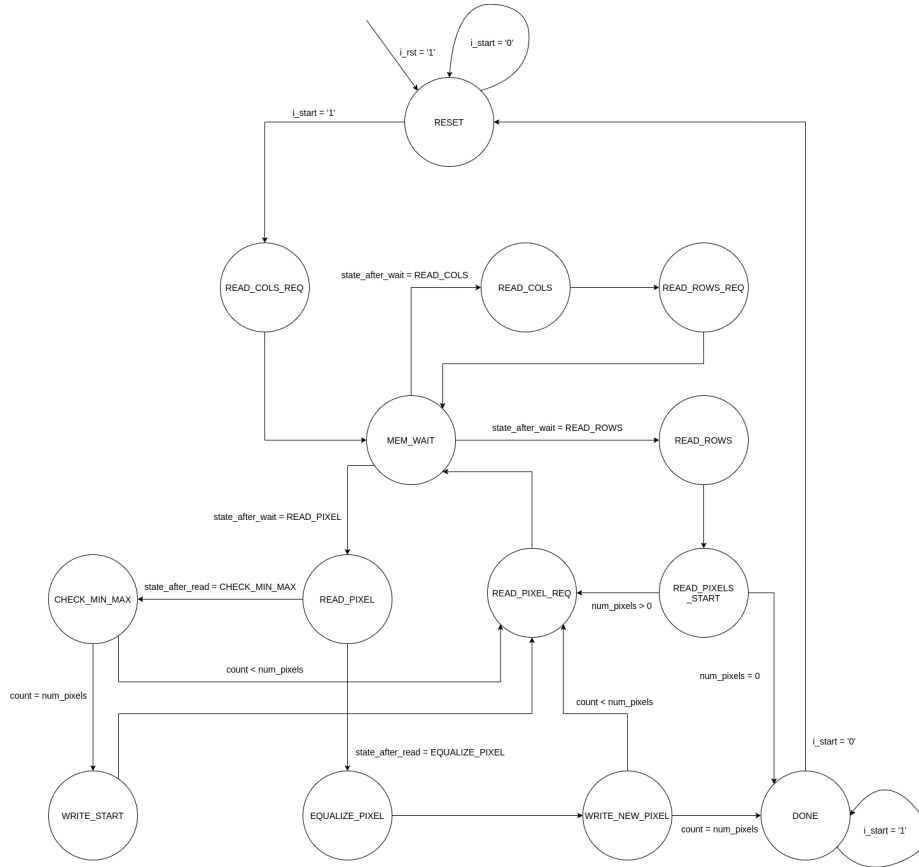 i_start = '0'
i_rst = '1'
i_start = '1'
RESET
READ_COLS_REQ
state_after_wait = READ_COLS
READ_COLS
READ_ROWS_REQ
MEM_WAIT
state_after_wait = READ_ROWS
READ_ROWS
state_after_wait = READ_PIXEL
CHECK_MIN_MAX
state_after_read = CHECK_MIN_MAX
READ_PIXEL
READ_PIXEL_REQ
num_pixels > 0
READ_PIXELS
_START
count < num_pixels
num_pixels = 0
count = num_pixels
count < num_pixels
state_after_read = EQUALIZE_PIXEL
i_start = '0'
WRITE_START
EQUALIZE_PIXEL
WRITE_NEW_PIXEL
count = num_pixels
DONE
i_start = '1'